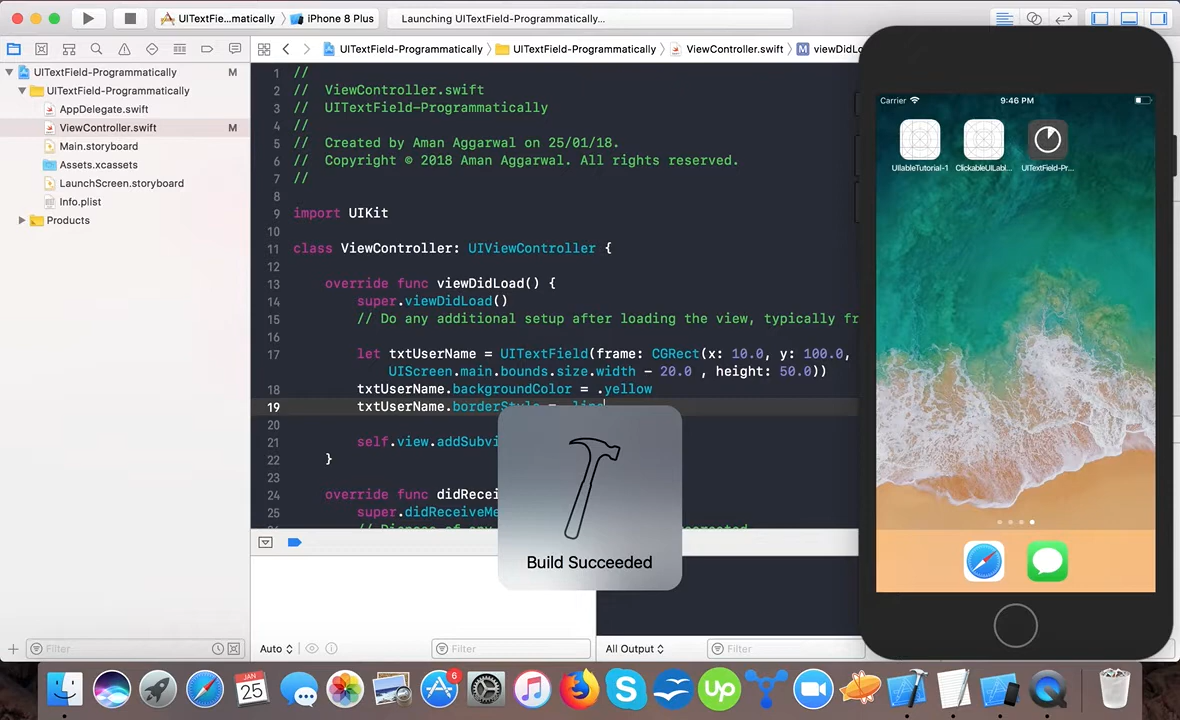 UITextFie...matically
iPhone 8 Plus
Launching UITextField-Programmatically...
UITextField-Programmatically
UITextField-Programmatically
ViewController.swift
viewDidLo
UITextField-Programmatically
M
UITextField-Programmatically
AppDelegate.swift
ViewController.swift
M
Main.storyboard
Assets.xcassets
LaunchScreen.storyboard
Info.plist
Products
1 //
2 // ViewController.swift
3 // UITextField-Programmatically
4 //
5 // Created by Aman Aggarwal on 25/01/18.
6 // Copyright © 2018 Aman Aggarwal. All rights reserved.
7 //
8
9 import UIKit
10
11 class ViewController: UIViewController {
12
13 override func viewDidLoad() {
14 super.viewDidLoad()
15 // Do any additional setup after loading the view, typically fr
16
17 let txtUserName = UITextField(frame: CGRect(x: 10.0, y: 100.0,
UIScreen.main.bounds.size.width - 20.0 , height: 50.0))
18 txtUserName.backgroundColor = .yellow
19 txtUserName.borderStyle = .line
20
21 self.view.addSubvi
22 }
23
24 override func didRecei
25 super.didReceiveMe
Build Succeeded
Carrier
9:46 PM
UIlableTutorial-1
ClickableUILabl...
UITextField-Pr...
Filter
Auto
Filter
All Output
Filter
JAN
25
6
Up